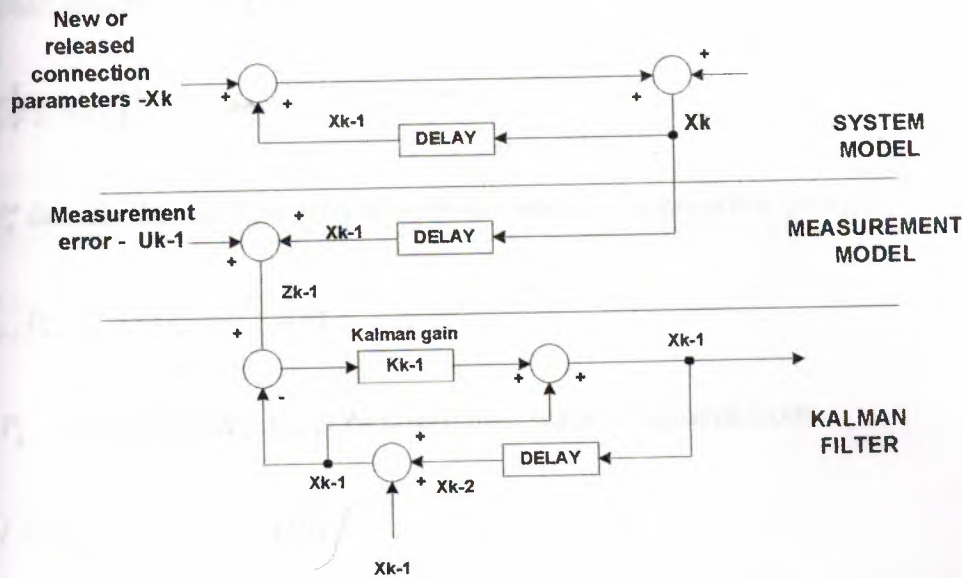 New or
released
connection
parameters -Xk
+
+
+
+
Xk-1
DELAY
Xk
SYSTEM
MODEL
Measurement
error - Uk-1
+
+
Xk-1
DELAY
MEASUREMENT
MODEL
Zk-1
+
Kalman gain
Kk-1
+
+
Xk-1
-
KALMAN
FILTER
+
DELAY
Xk-1
+
Xk-2
Xk-1